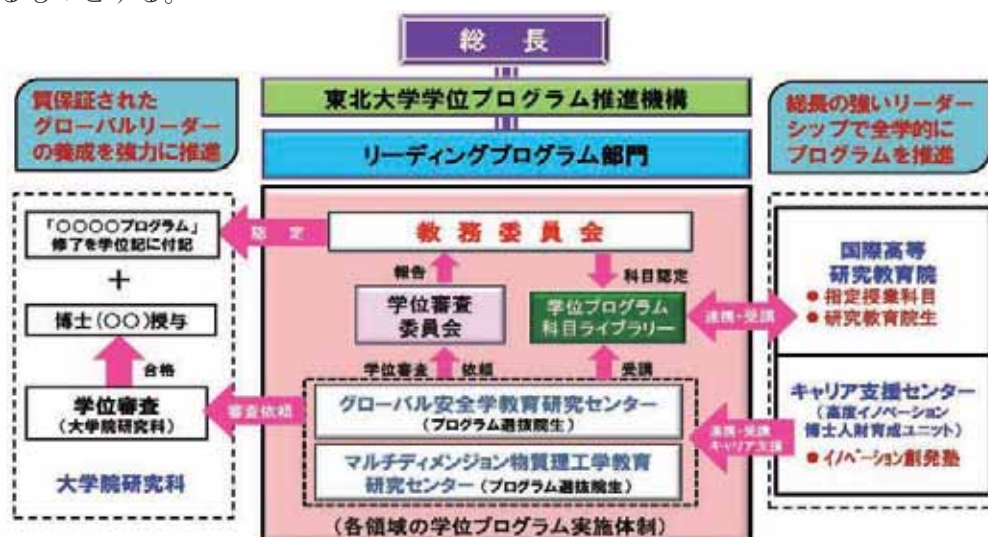 るものとする。
総 長
東北大学学位プログラム推進機構
リーディングプログラム部門
質保証された
グローバルリーダー
の養成を強力に推進
総長の強いリーダー
シップで全学的に
プログラムを推進
「○○○○プログラム」
修了を学位記に付記
+
博士(○○)授与
合格
学位審査
(大学院研究科)
大学院研究科
認 定
審査依頼
教務委員会
報告
科目認定
学位審査
委員会
学位プログラム
科目ライブラリー
学位審査 依頼
受講
グローバル安全学教育研究センター
(プログラム選抜院生)
マルチディメンジョン物質理工学教育
研究センター(プログラム選抜院生)
(各領域の学位プログラム実施体制)
連携・受講
連携・受講
キャリア支援
国際高等
研究教育院
●指定授業科目
●研究教育院生
キャリア支援センター
(高度イノベーション
博士人財育成ユニット)
●イノベーション創発塾